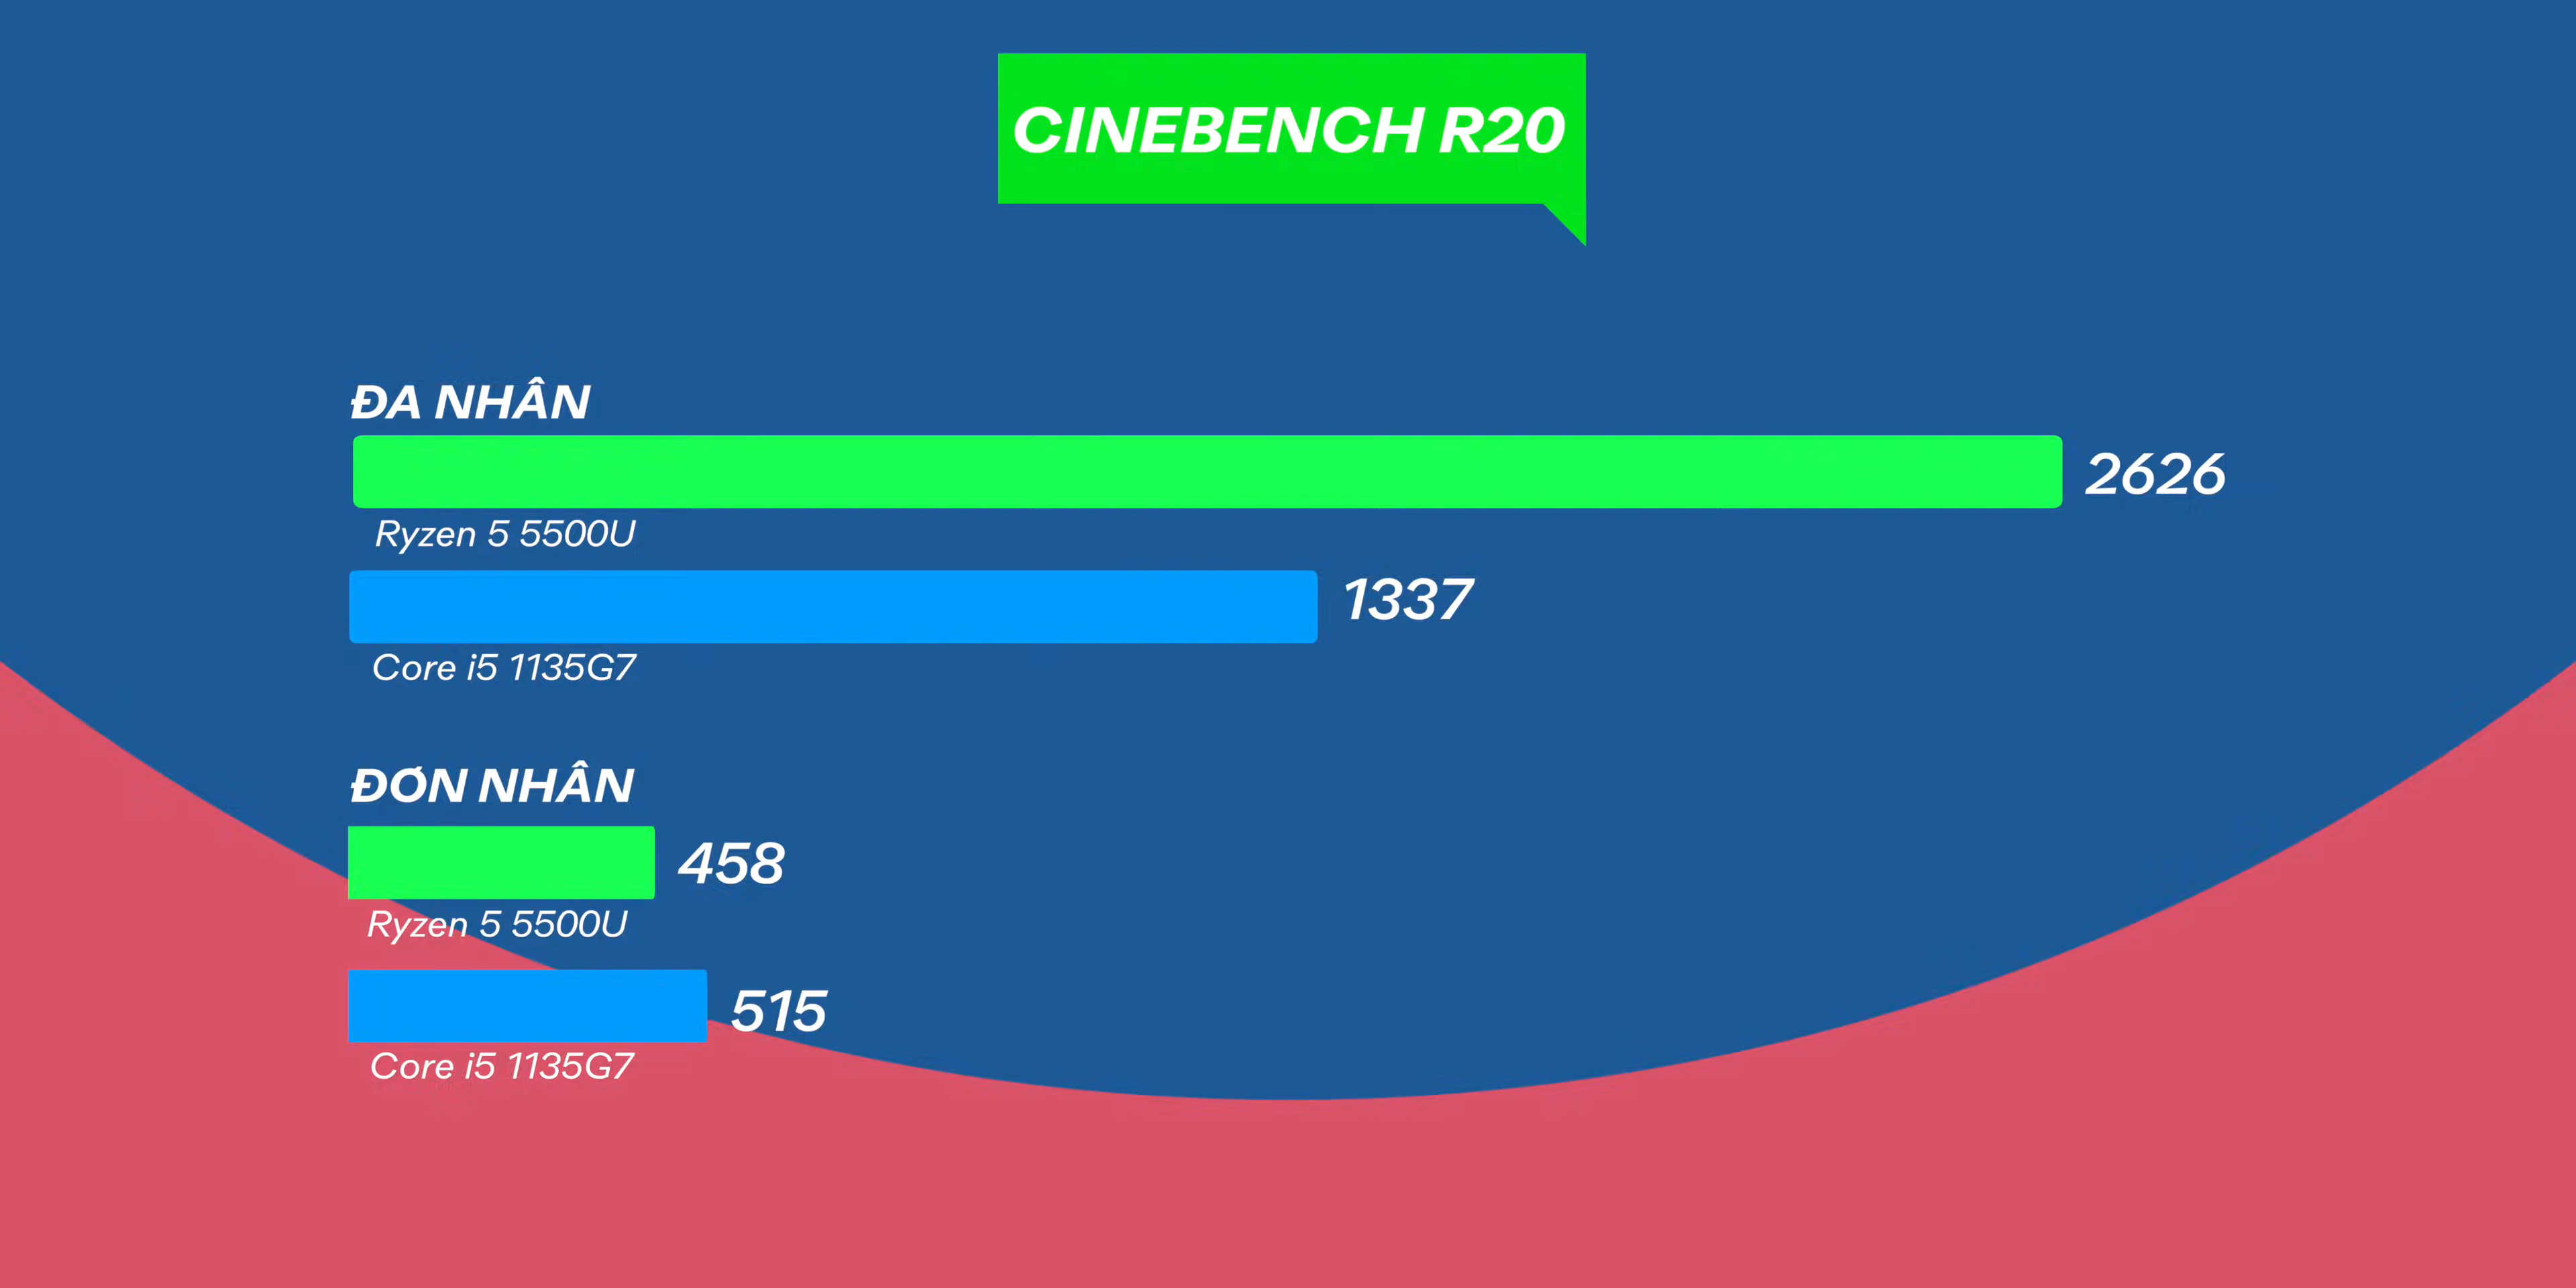 CINEBENCH R20
ĐA NHÂN
2626
Ryzen 5 5500U
1337
Core i5 1135G7
ĐƠN NHÂN
458
Ryzen 5 5500U
515
Core i5 1135G7